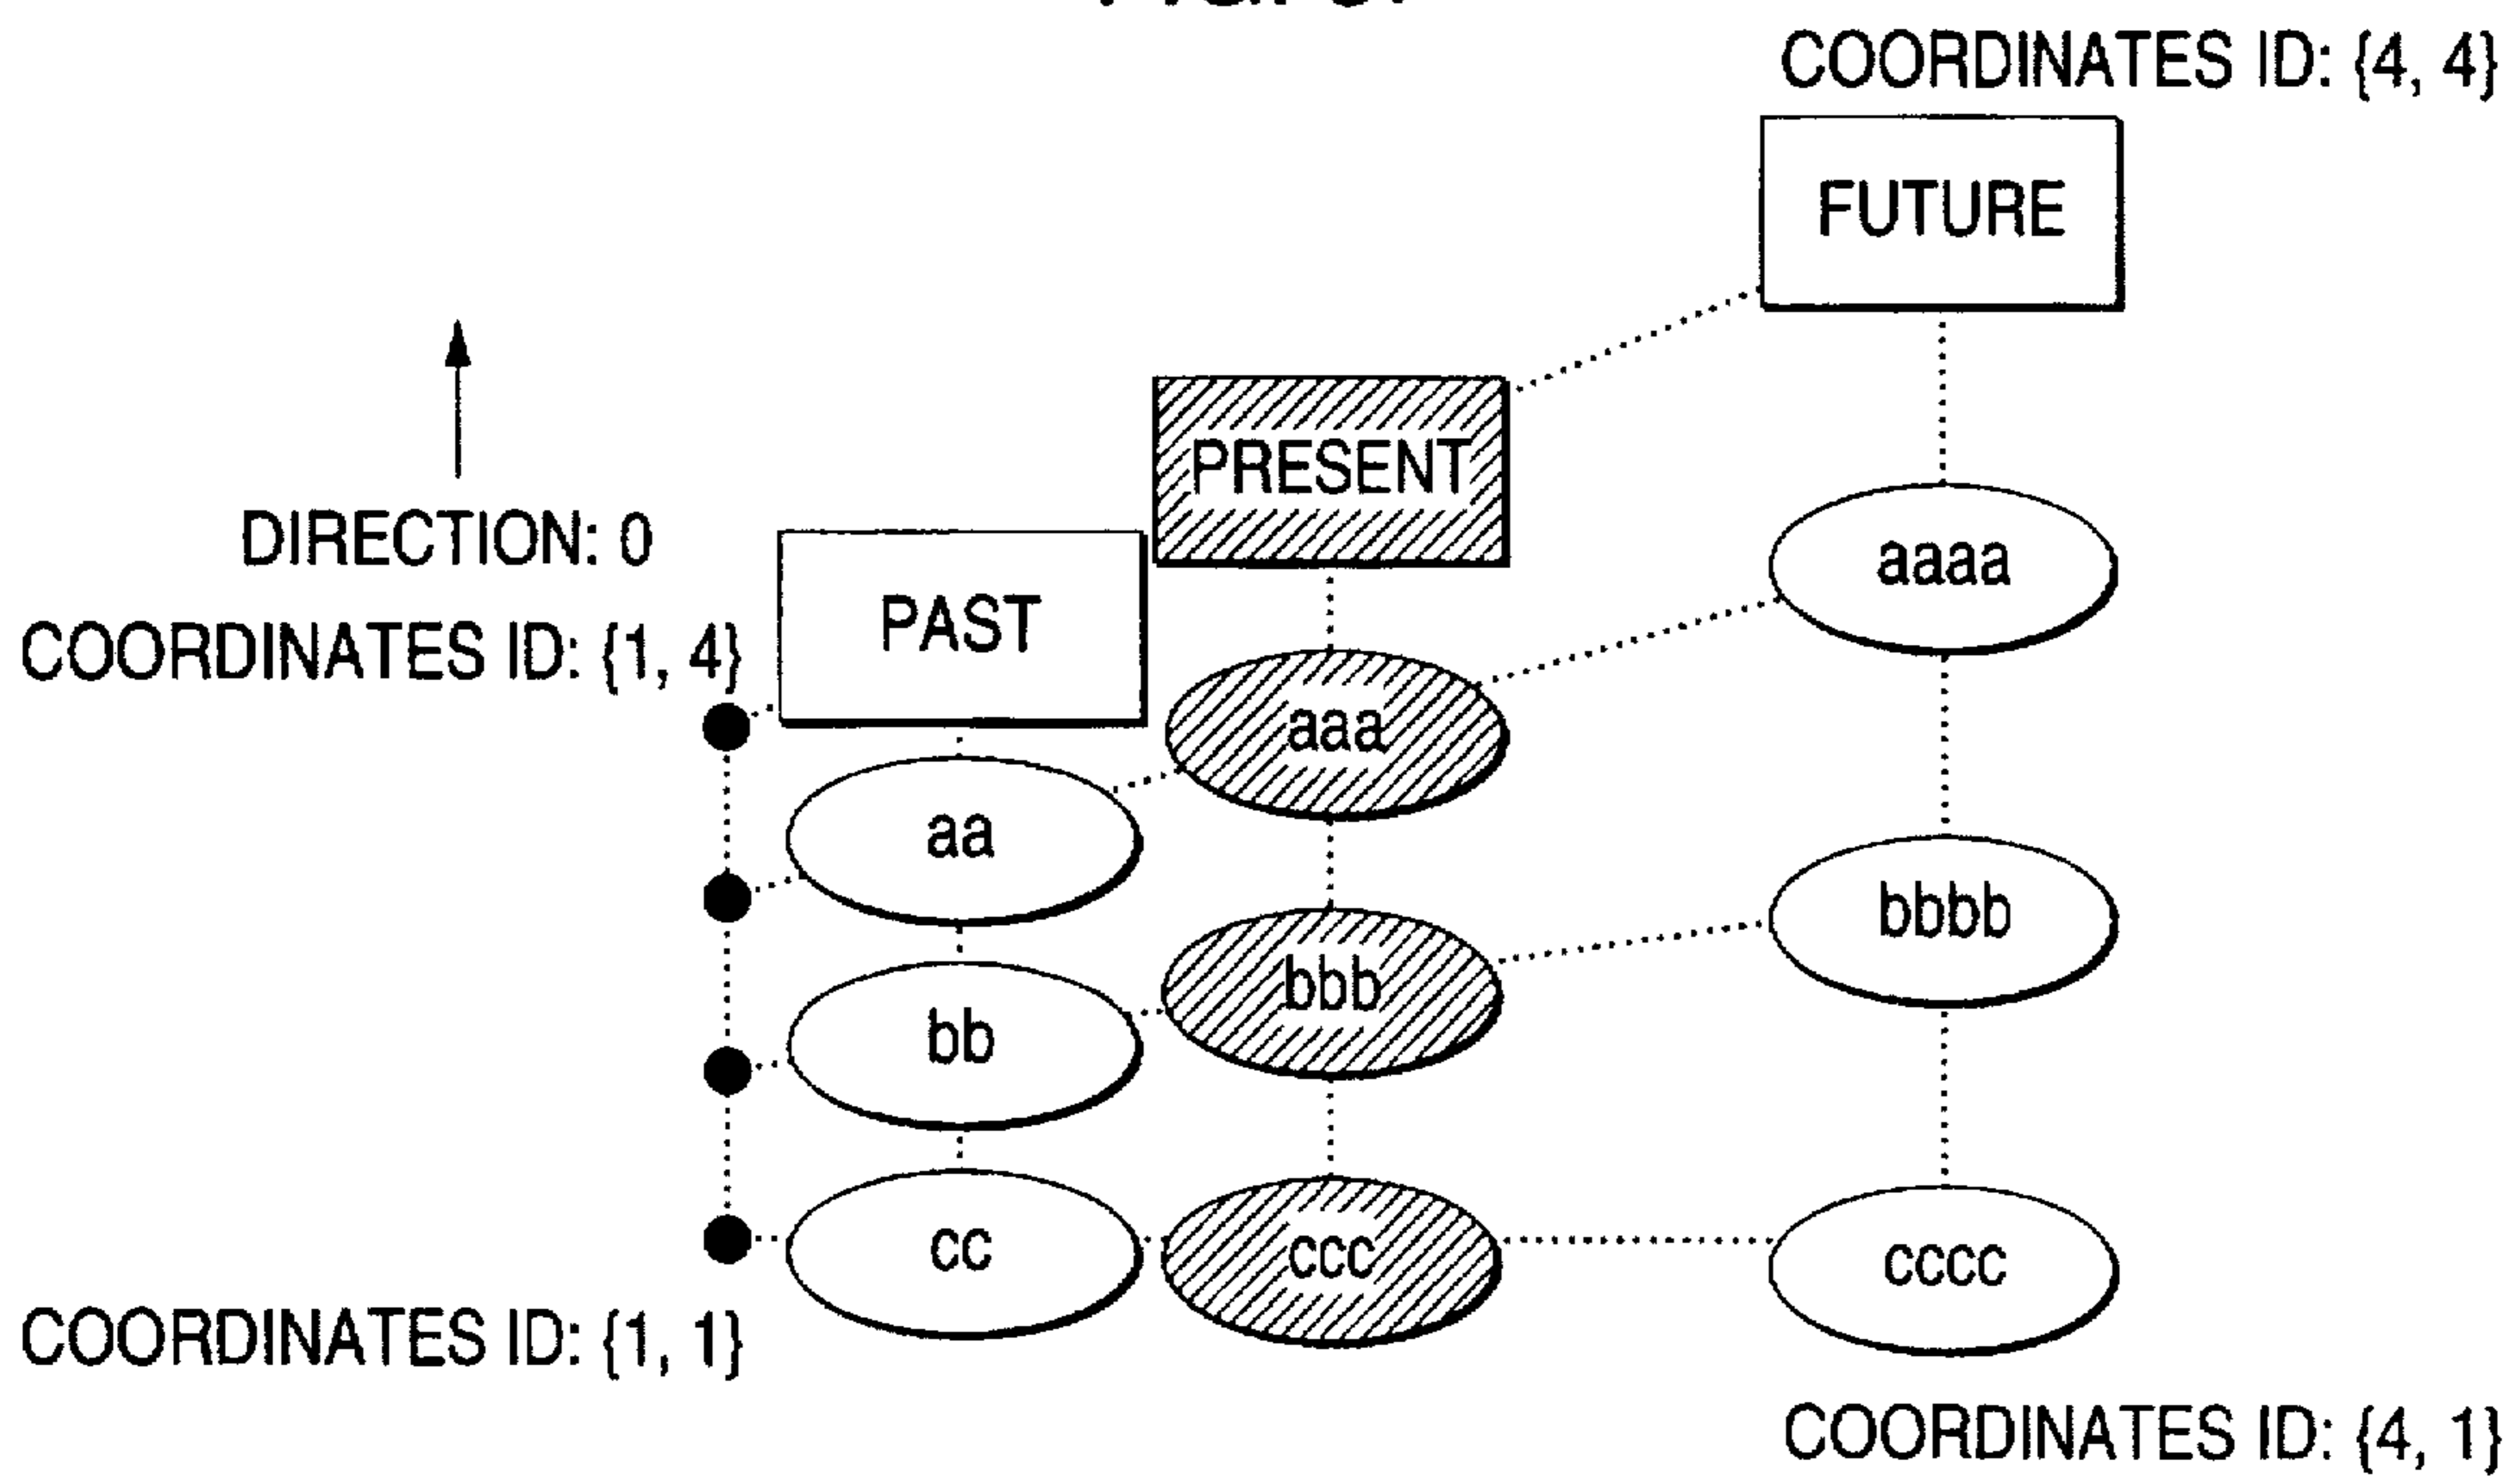 COORDINATES ID: {4, 4}
FUTURE
PRESENT
DIRECTION: 0
PAST
COORDINATES ID: {1, 4}
aaaa
aaa
aa
bbbb
bbb
bb
cc
ccc
cccc
COORDINATES ID: {1, 1}
COORDINATES ID: {4, 1}